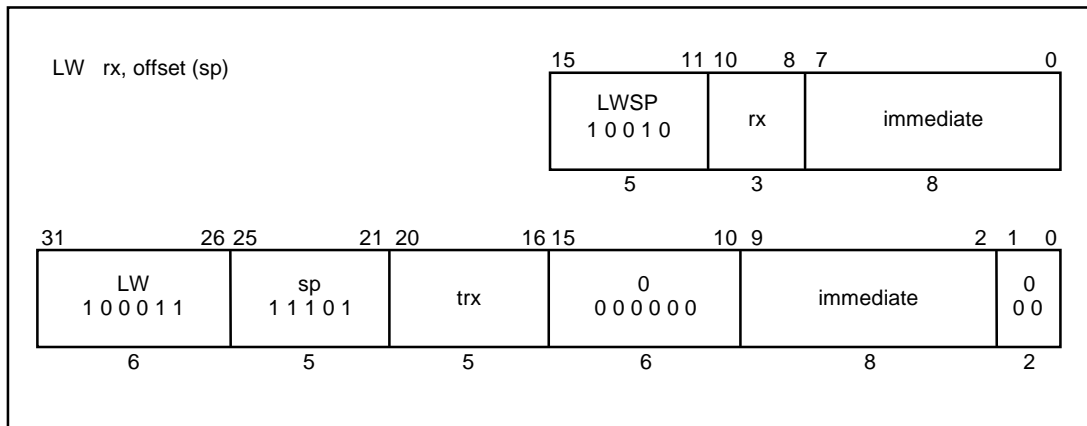 LW rx, offset (sp)
15 11 10 8 7 0
LWSP
1 0 0 1 0
rx
immediate
5 3 8
31 26 25 21 20 16 15 10 9 2 1 0
LW
1 0 0 0 1 1
sp
1 1 1 0 1
trx
0
0 0 0 0 0 0
immediate
0
0 0
6 5 5 6 8 2